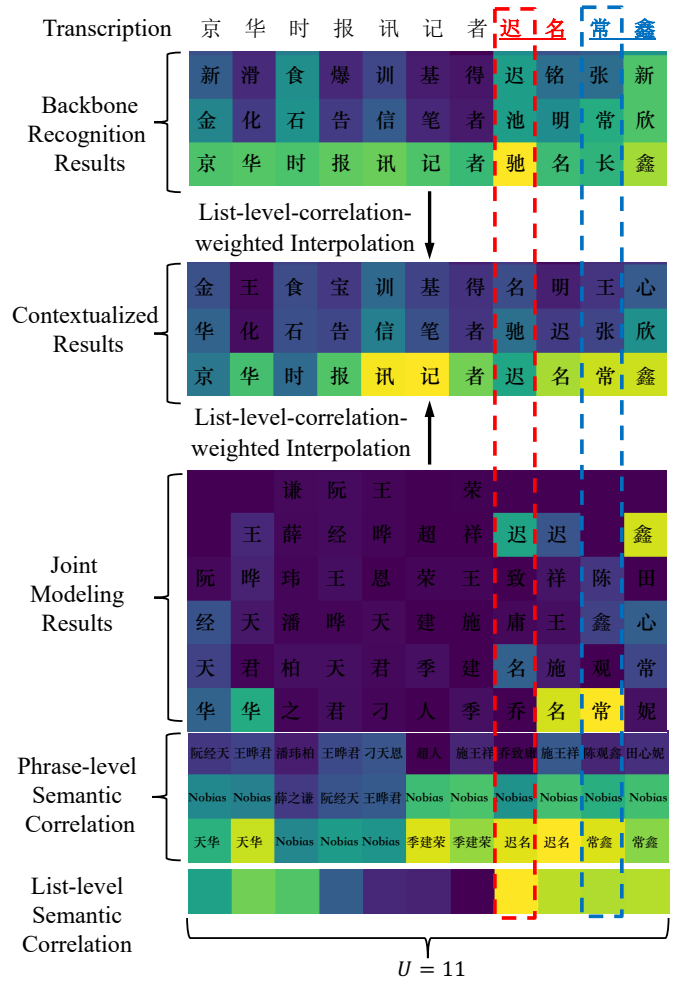 Transcription 京 华 时 报 讯 记 者 迟 名 常 鑫
Backbone Recognition Results
新 滑 食 爆 训 基 得 迟 铭 张 新
金 化 石 告 信 笔 者 池 明 常 欣
京 华 时 报 讯 记 者 驰 名 长 鑫
List-level-correlation-
weighted Interpolation
Contextualized Results
金 王 食 宝 训 基 得 名 明 王 心
华 化 石 告 信 笔 者 驰 迟 张 欣
京 华 时 报 讯 记 者 迟 名 常 鑫
List-level-correlation-
weighted Interpolation
Joint Modeling Results
谦 阮 王 荣
王 薛 经 晔 超 祥 迟 迟 鑫
阮 晔 玮 王 恩 荣 王 致 祥 陈 田
经 天 潘 晔 天 建 施 庸 王 鑫 心
天 君 柏 天 君 季 建 名 施 观 常
华 华 之 君 刁 人 季 乔 名 常 妮
Phrase-level Semantic Correlation
阮经天 王晔君 潘玮柏 王晔君 刁天恩 超人 施王祥 乔致庸 施王祥 陈观鑫 田心妮
Nobias Nobias 薛之谦 阮经天 王晔君 Nobias Nobias Nobias Nobias Nobias Nobias
天华 天华 Nobias Nobias Nobias 季建荣 季建荣 迟名 迟名 常鑫 常鑫
List-level Semantic Correlation
U = 11